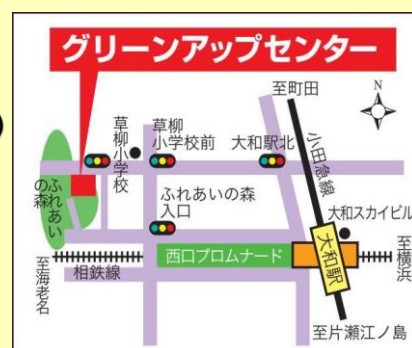 グリーンアップセンター
至町田
N
草柳小学校
草柳
小学校前
大和駅北
小田急線
ふれあい
の森
ふれあいの森
入口
大和スカイビル
西口プロムナード
大和駅
至横浜
至海老名
相鉄線
至片瀬江ノ島